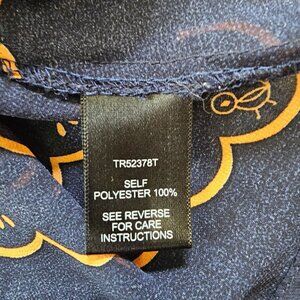 TR52378T
SELF
POLYESTER 100%
SEE REVERSE
FOR CARE
INSTRUCTIONS